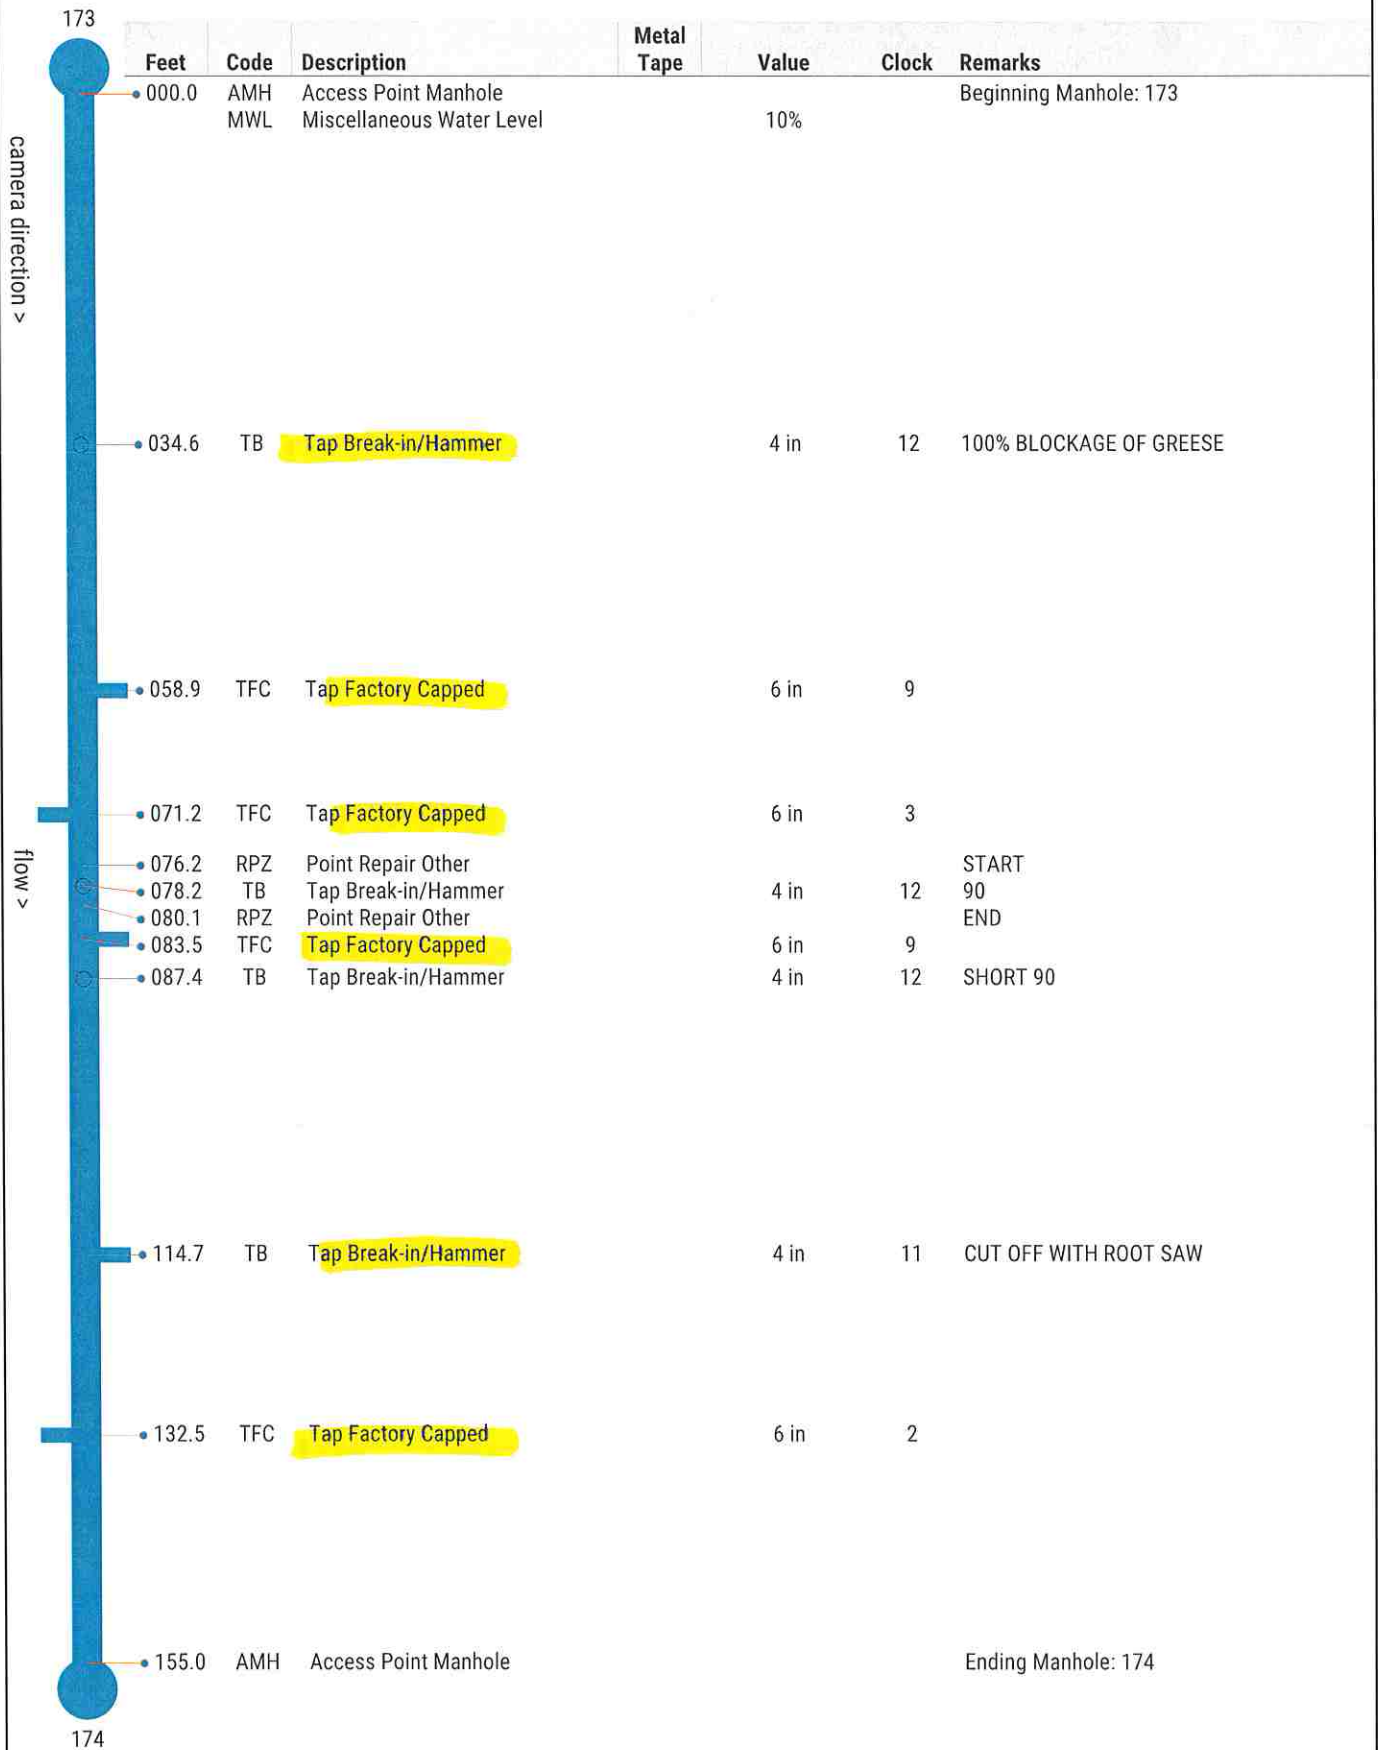 173
Metal
Feet Code Description Tape Value Clock Remarks
000.0 AMH Access Point Manhole Beginning Manhole: 173
MWL Miscellaneous Water Level 10%
camera direction >
034.6 TB Tap Break-in/Hammer 4 in 12 100% BLOCKAGE OF GREESE
058.9 TFC Tap Factory Capped 6 in 9
071.2 TFC Tap Factory Capped 6 in 3
flow >
076.2 RPZ Point Repair Other START
078.2 TB Tap Break-in/Hammer 4 in 12 90
080.1 RPZ Point Repair Other END
083.5 TFC Tap Factory Capped 6 in 9
087.4 TB Tap Break-in/Hammer 4 in 12 SHORT 90
114.7 TB Tap Break-in/Hammer 4 in 11 CUT OFF WITH ROOT SAW
132.5 TFC Tap Factory Capped 6 in 2
155.0 AMH Access Point Manhole Ending Manhole: 174
174